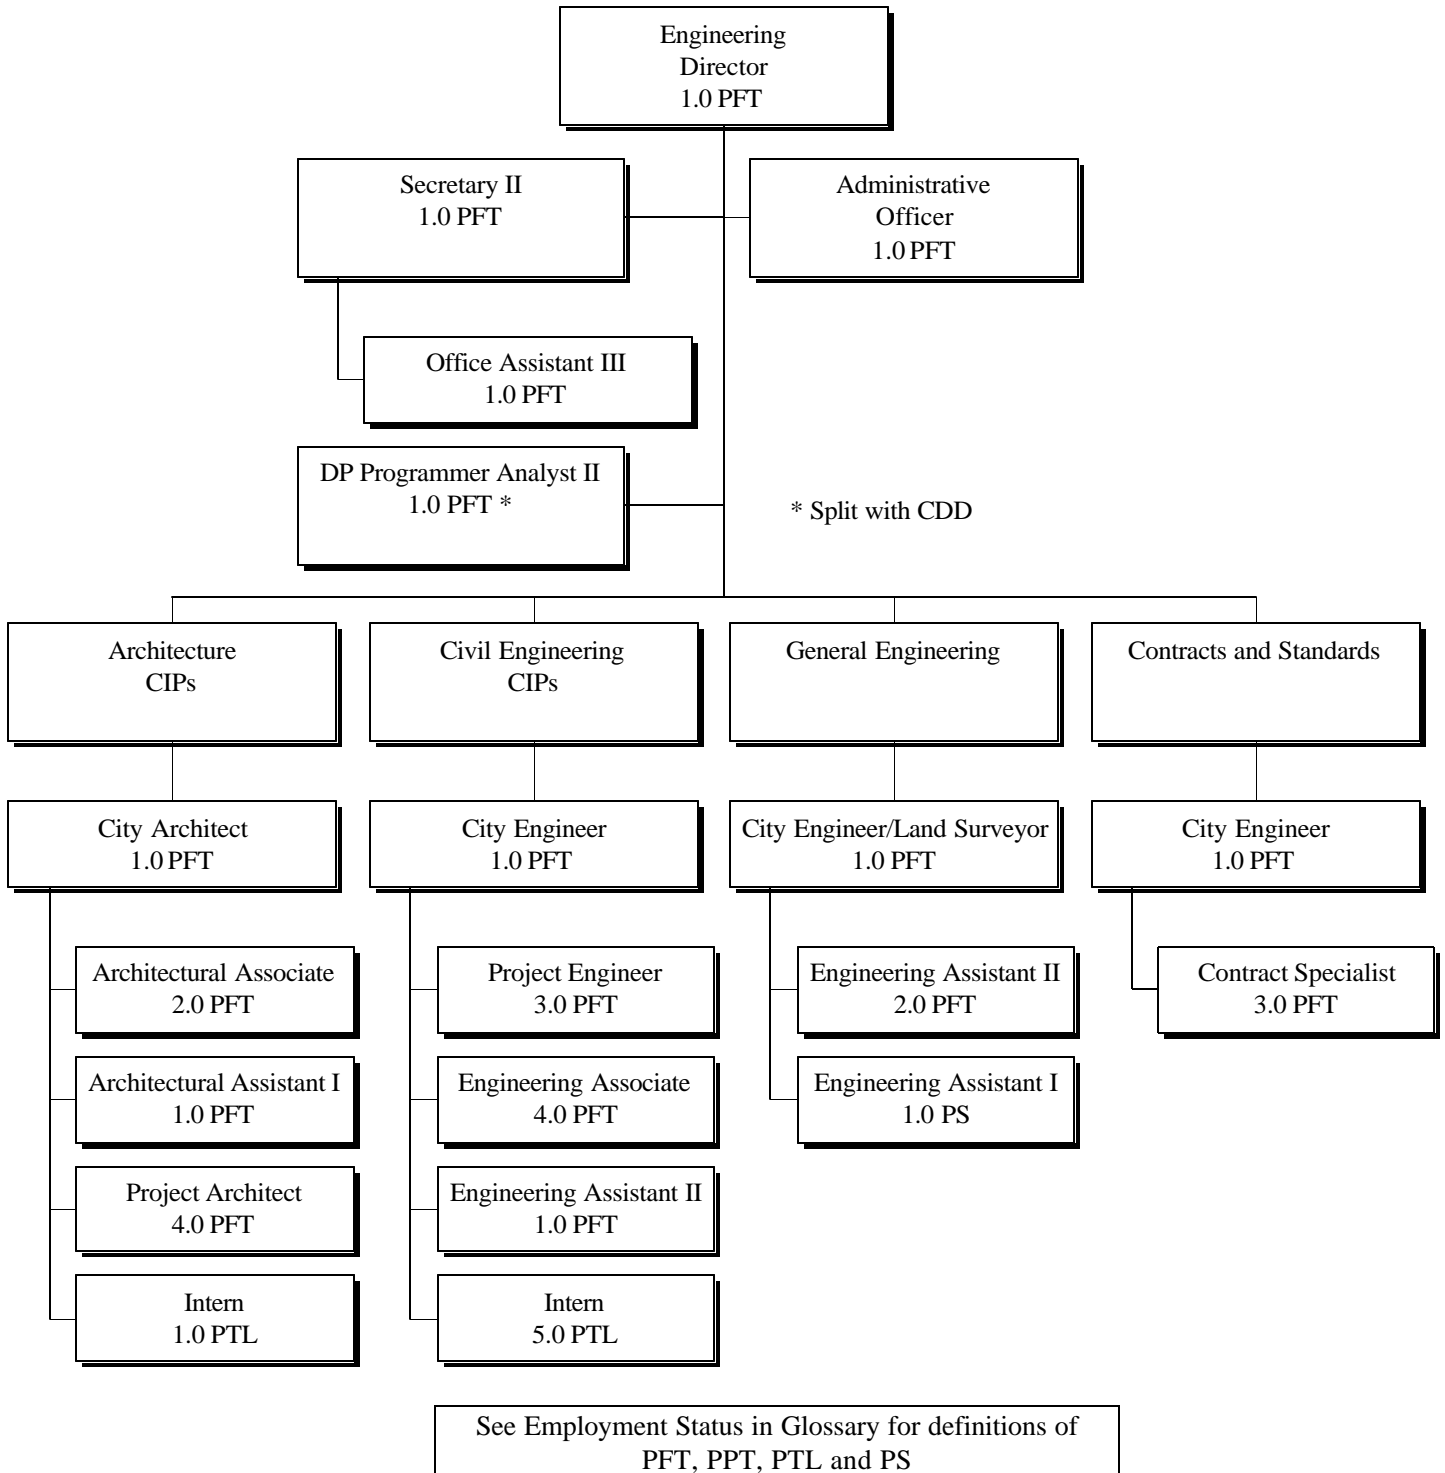 Engineering
Director
1.0 PFT
Secretary II
1.0 PFT
Administrative
Officer
1.0 PFT
Office Assistant III
1.0 PFT
DP Programmer Analyst II
1.0 PFT *
* Split with CDD
Architecture
CIPs
Civil Engineering
CIPs
General Engineering
Contracts and Standards
City Architect
1.0 PFT
City Engineer
1.0 PFT
City Engineer/Land Surveyor
1.0 PFT
City Engineer
1.0 PFT
Architectural Associate
2.0 PFT
Architectural Assistant I
1.0 PFT
Project Architect
4.0 PFT
Intern
1.0 PTL
Project Engineer
3.0 PFT
Engineering Associate
4.0 PFT
Engineering Assistant II
1.0 PFT
Intern
5.0 PTL
Engineering Assistant II
2.0 PFT
Engineering Assistant I
1.0 PS
Contract Specialist
3.0 PFT
See Employment Status in Glossary for definitions of
PFT, PPT, PTL and PS